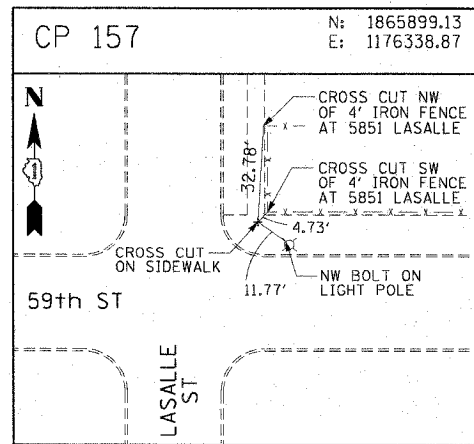 CP 157
N: 1865899.13
E: 1176338.87
N
CROSS CUT NW
OF 4' IRON FENCE
AT 5851 LASALLE
32.78'
CROSS CUT SW
OF 4' IRON FENCE
AT 5851 LASALLE
4.73'
CROSS CUT
ON SIDEWALK
11.77'
NW BOLT ON
LIGHT POLE
59th ST
LASALLE
ST